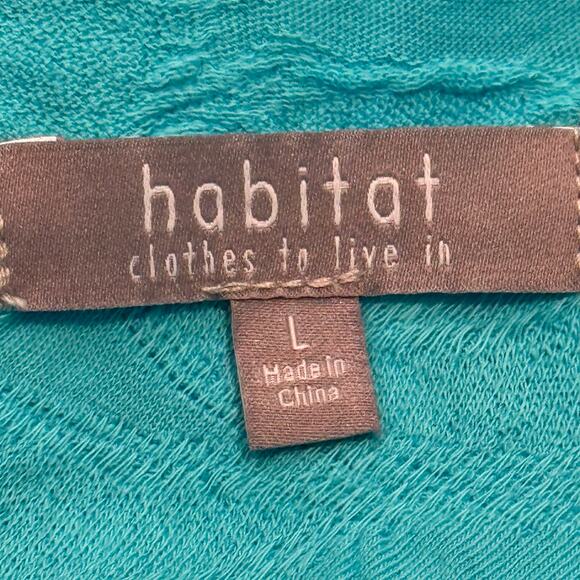 habitat
clothes to live in
L
Made in
China